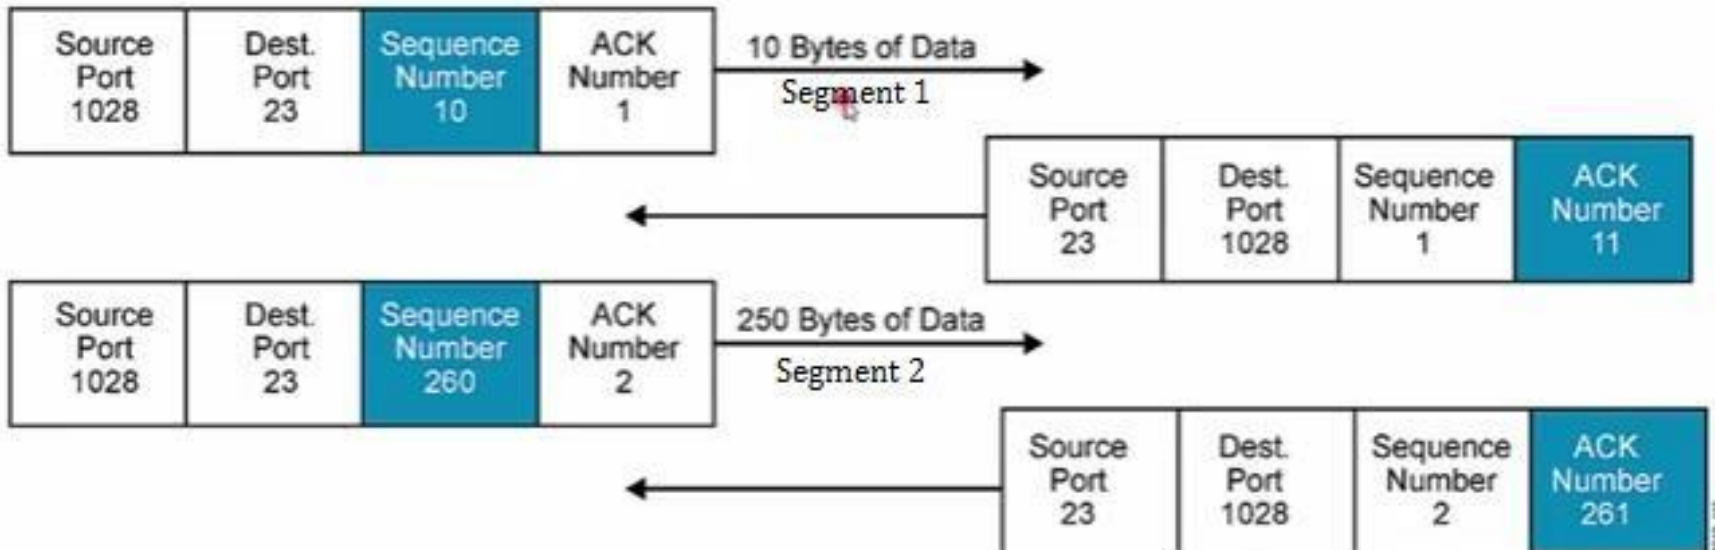 Source
Port
1028
Dest.
Port
23
Sequence
Number
10
ACK
Number
1
10 Bytes of Data
Segment 1
Source
Port
23
Dest.
Port
1028
Sequence
Number
1
ACK
Number
11
Source
Port
1028
Dest.
Port
23
Sequence
Number
260
ACK
Number
2
250 Bytes of Data
Segment 2
Source
Port
23
Dest.
Port
1028
Sequence
Number
2
ACK
Number
261